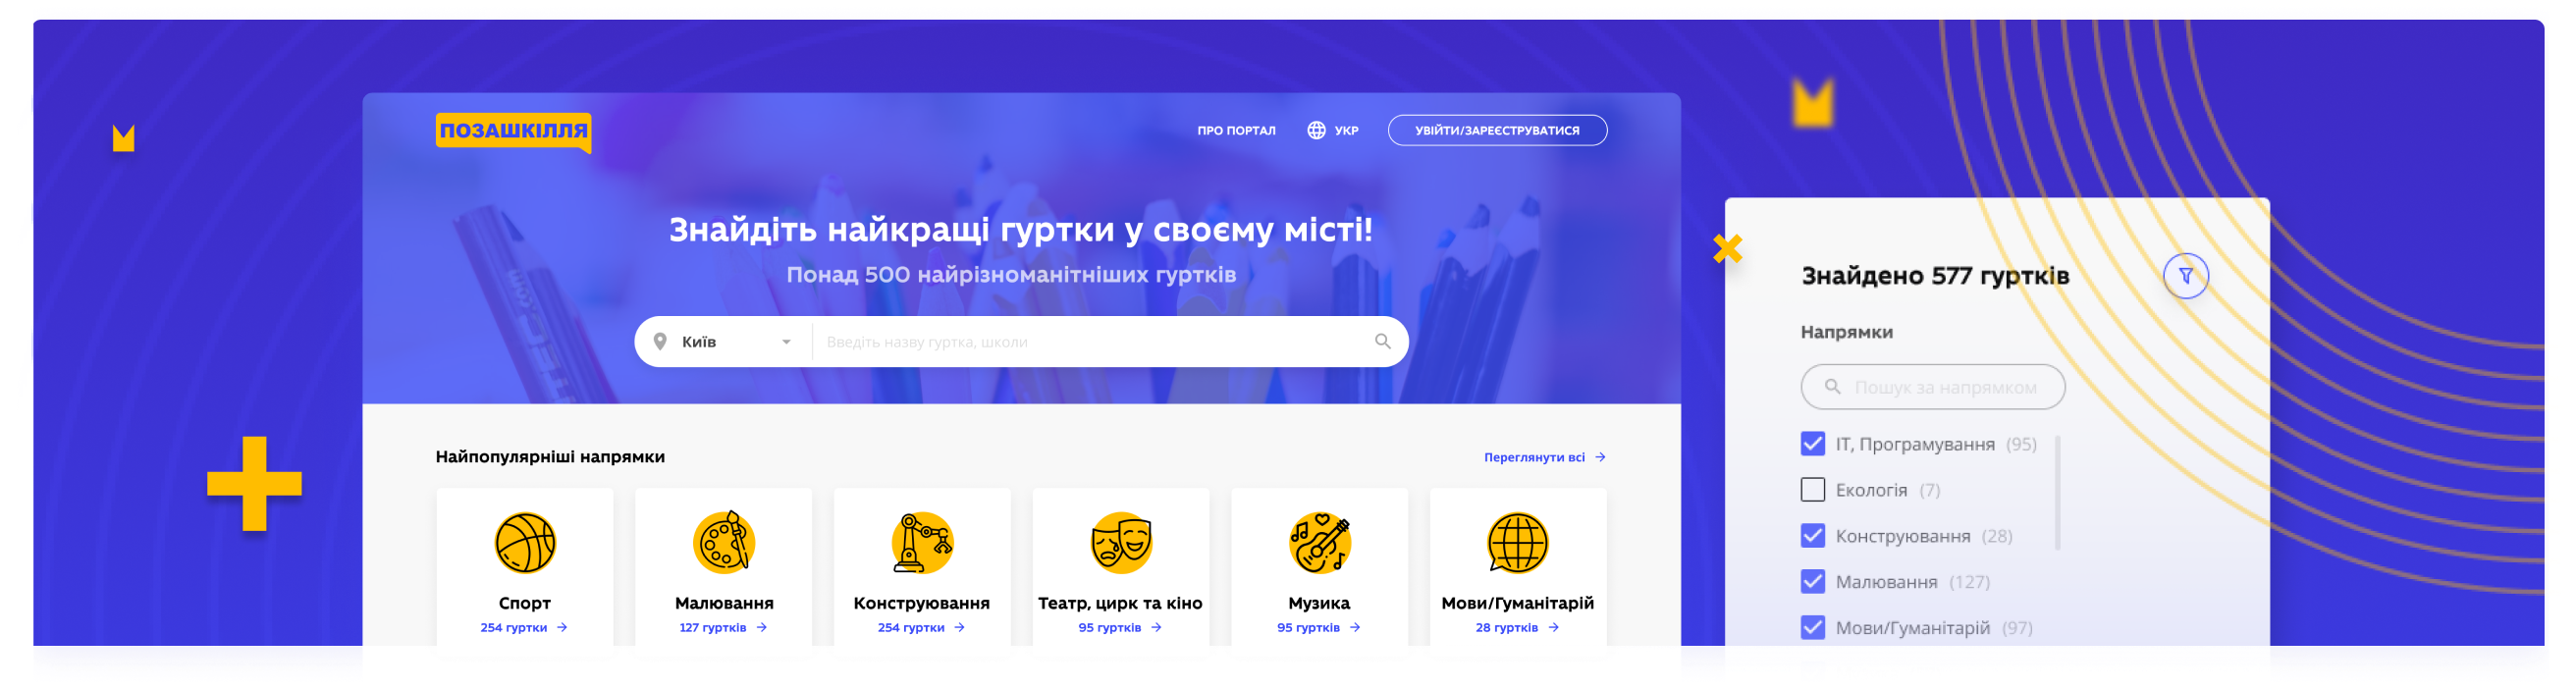 ПОЗАШКІЛЛЯ
ПРО ПОРТАЛ
УКР
УВІЙТИ/ЗАРЕЄСТРУВАТИСЯ
Знайдіть найкращі гуртки у своєму місті!
Понад 500 найрізноманітніших гуртків
Київ
Введіть назву гуртка, школи
Найпопулярніші напрямки
Переглянути всі
Спорт
254 гуртки
Малювання
127 гуртків
Конструювання
254 гуртки
Театр, цирк та кіно
95 гуртків
Музика
95 гуртків
Мови/Гуманітарій
28 гуртків
Знайдено 577 гуртків
Напрямки
Пошук за напрямком
ІТ, Програмування (95)
Екологія (7)
Конструювання (28)
Малювання (127)
Мови/Гуманітарій (97)